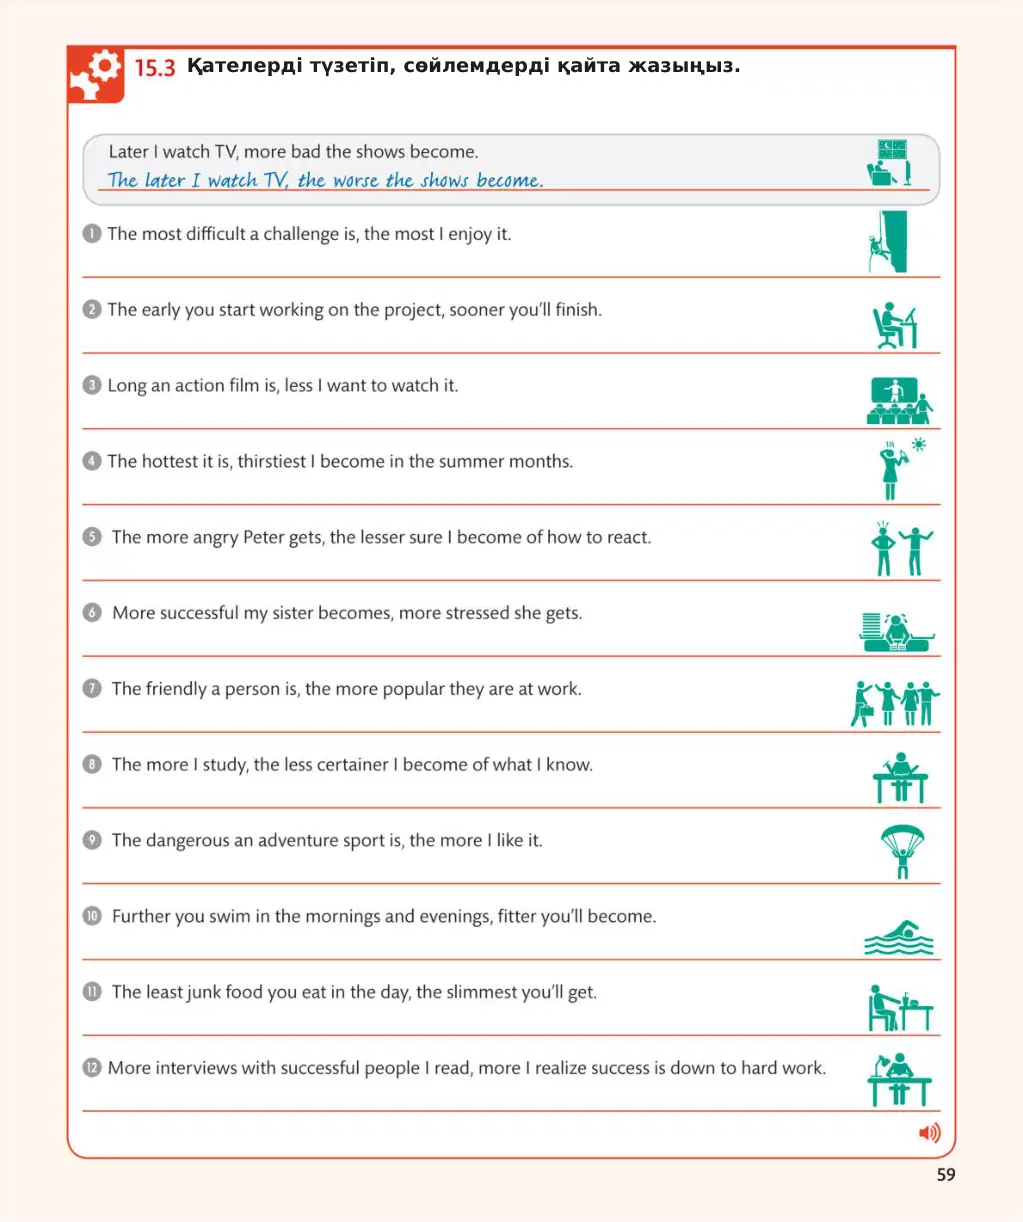 15.3 Қателерді түзетіп, сөйлемдерді қайта жазыңыз.
Later I watch TV, more bad the shows become.
The later I watch TV, the worse the shows become.
1 The most difficult a challenge is, the most I enjoy it.
2 The early you start working on the project, sooner you'll finish.
3 Long an action film is, less I want to watch it.
4 The hottest it is, thirstiest I become in the summer months.
5 The more angry Peter gets, the lesser sure I become of how to react.
6 More successful my sister becomes, more stressed she gets.
7 The friendly a person is, the more popular they are at work.
8 The more I study, the less certainer I become of what I know.
9 The dangerous an adventure sport is, the more I like it.
10 Further you swim in the mornings and evenings, fitter you'll become.
11 The least junk food you eat in the day, the slimmest you'll get.
12 More interviews with successful people I read, more I realize success is down to hard work.
59